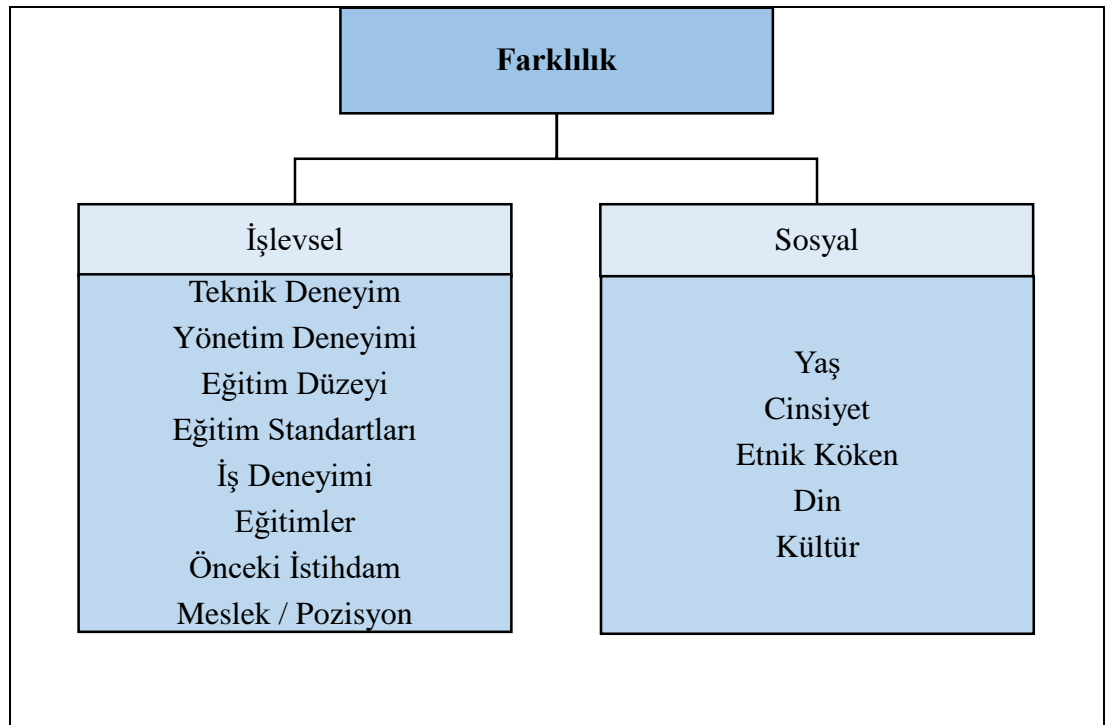 Farklılık
İşlevsel
Teknik Deneyim
Yönetim Deneyimi
Eğitim Düzeyi
Eğitim Standartları
İş Deneyimi
Eğitimler
Önceki İstihdam
Meslek / Pozisyon
Sosyal
Yaş
Cinsiyet
Etnik Köken
Din
Kültür